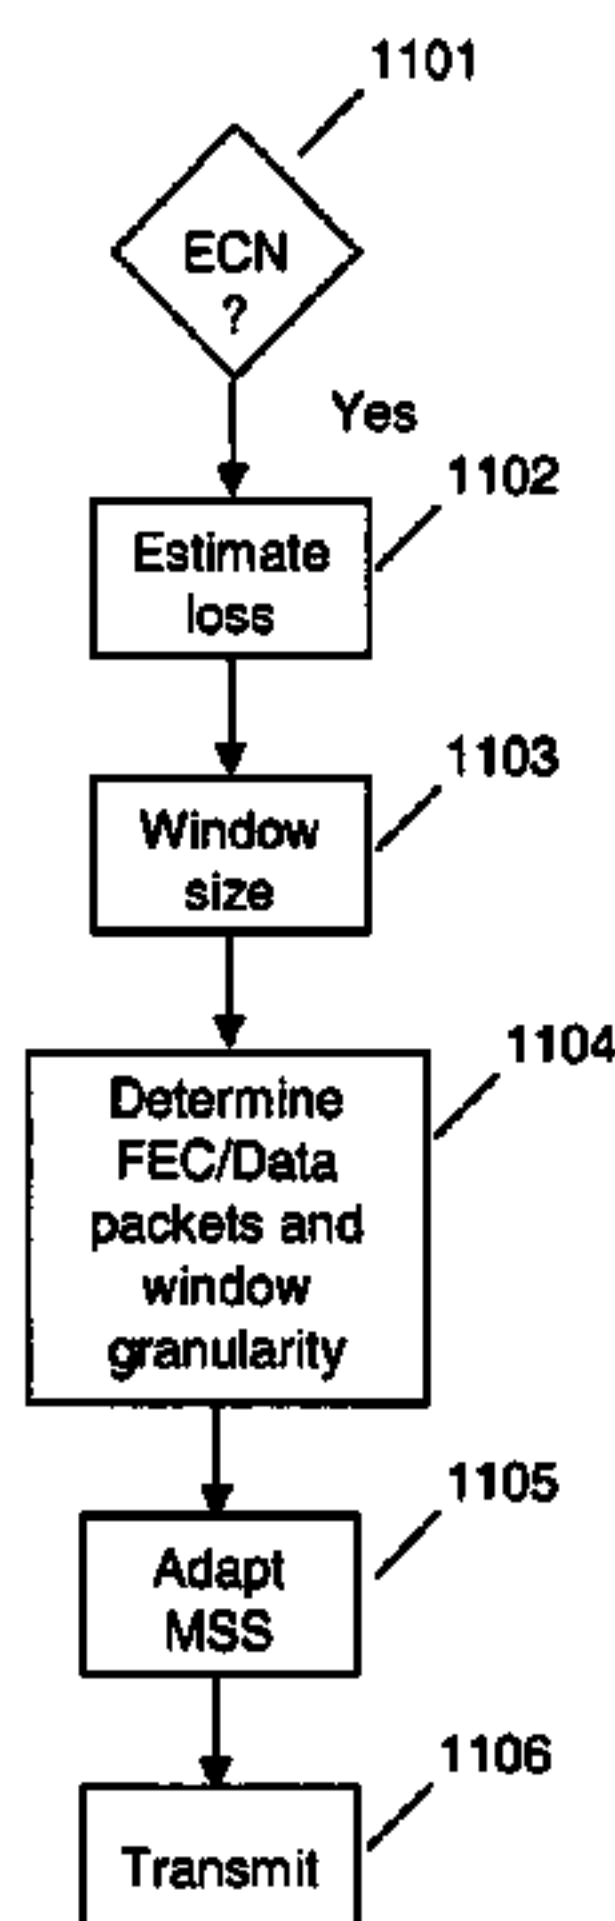 1101
ECN
?
Yes
1102
Estimate
loss
1103
Window
size
1104
Determine
FEC/Data
packets and
window
granularity
1105
Adapt
MSS
1106
Transmit